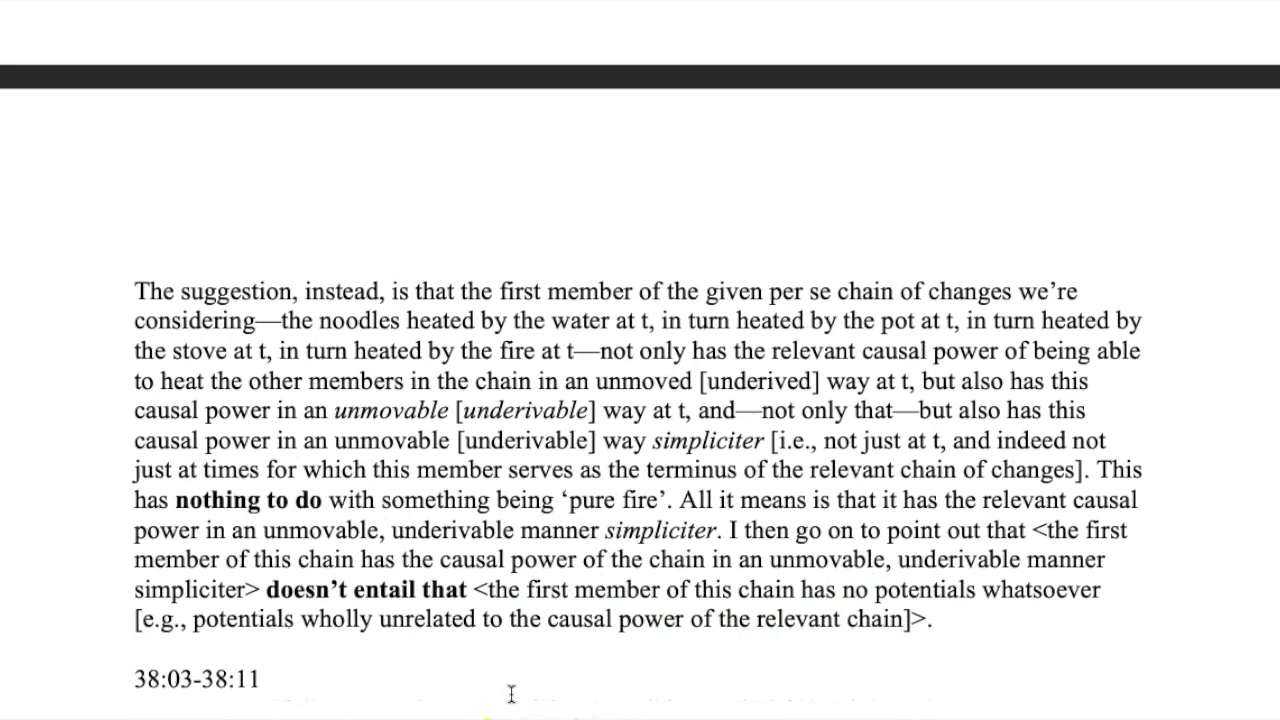 The suggestion, instead, is that the first member of the given per se chain of changes we’re
considering—the noodles heated by the water at t, in turn heated by the pot at t, in turn heated by
the stove at t, in turn heated by the fire at t—not only has the relevant causal power of being able
to heat the other members in the chain in an unmoved [underived] way at t, but also has this
causal power in an unmovable [underivable] way at t, and—not only that—but also has this
causal power in an unmovable [underivable] way simpliciter [i.e., not just at t, and indeed not
just at times for which this member serves as the terminus of the relevant chain of changes]. This
has nothing to do with something being ‘pure fire’. All it means is that it has the relevant causal
power in an unmovable, underivable manner simpliciter. I then go on to point out that <the first
member of this chain has the causal power of the chain in an unmovable, underivable manner
simpliciter> doesn’t entail that <the first member of this chain has no potentials whatsoever
[e.g., potentials wholly unrelated to the causal power of the relevant chain]>.
38:03-38:11